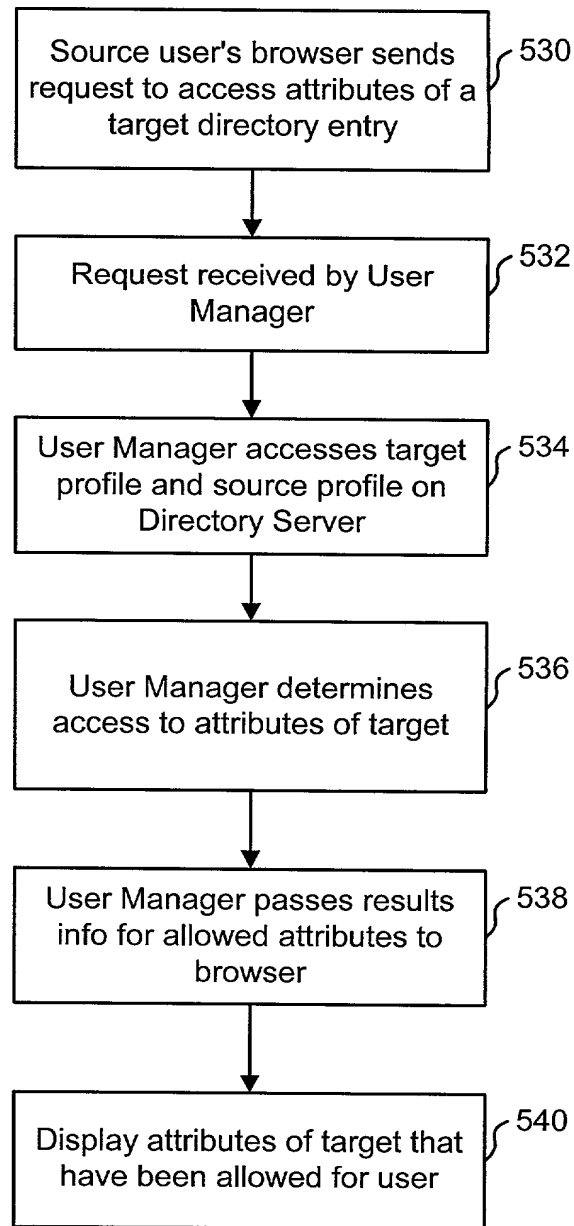 Source user's browser sends
request to access attributes of a
target directory entry
530
Request received by User
Manager
532
User Manager accesses target
profile and source profile on
Directory Server
534
User Manager determines
access to attributes of target
536
User Manager passes results
info for allowed attributes to
browser
538
Display attributes of target that
have been allowed for user
540